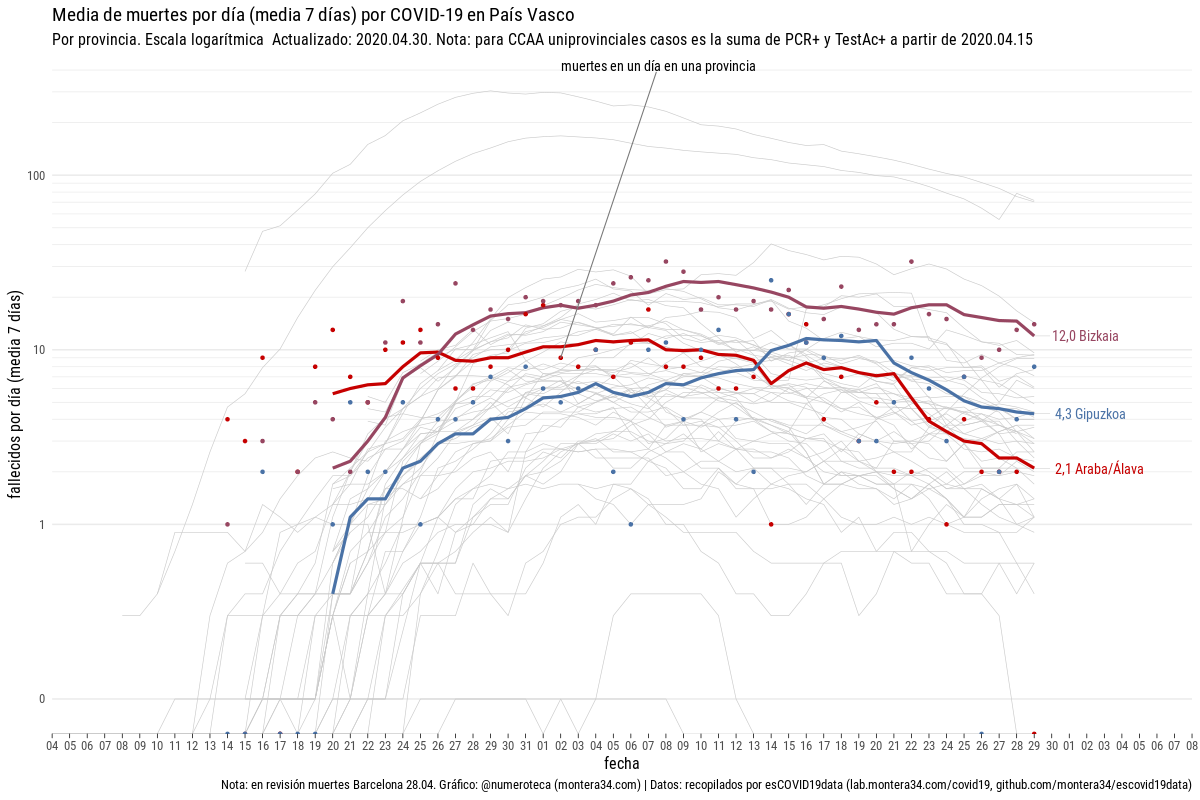 Media de muertes por día (media 7 días) por COVID-19 en País Vasco
Por provincia. Escala logarítmica  Actualizado: 2020.04.30. Nota: para CCAA uniprovinciales casos es la suma de PCR+ y TestAc+ a partir de 2020.04.15
muertes en un día en una provincia
fallecidos por día (media  7 días)
100
10
1
0
12,0 Bizkaia
4,3 Gipuzkoa
2,1 Araba/Álava
04 05 06 07 08 09 10 11 12 13 14 15 16 17 18 19 20 21 22 23 24 25 26 27 28 29 30 31 01 02 03 04 05 06 07 08 09 10 11 12 13 14 15 16 17 18 19 20 21 22 23 24 25 26 27 28 29 30 01 02 03 04 05 06 07 08
fecha
Nota: en revisión muertes Barcelona 28.04. Gráfico: @numeroteca (montera34.com) | Datos: recopilados por esCOVID19data (lab.montera34.com/covid19, github.com/montera34/escovid19data)